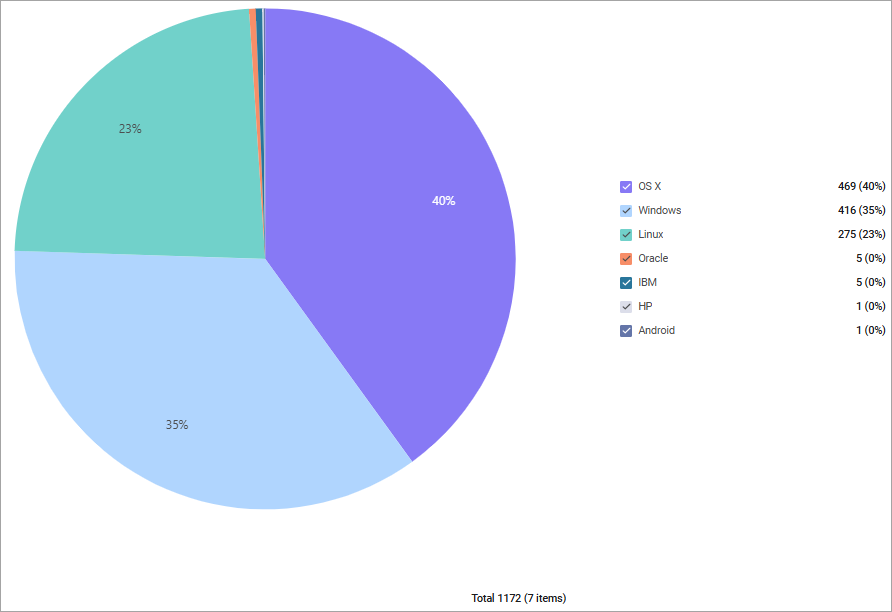 23%
40%
35%
OS X 469 (40%)
Windows 416 (35%)
Linux 275 (23%)
Oracle 5 (0%)
IBM 5 (0%)
HP 1 (0%)
Android 1 (0%)
Total 1172 (7 items)